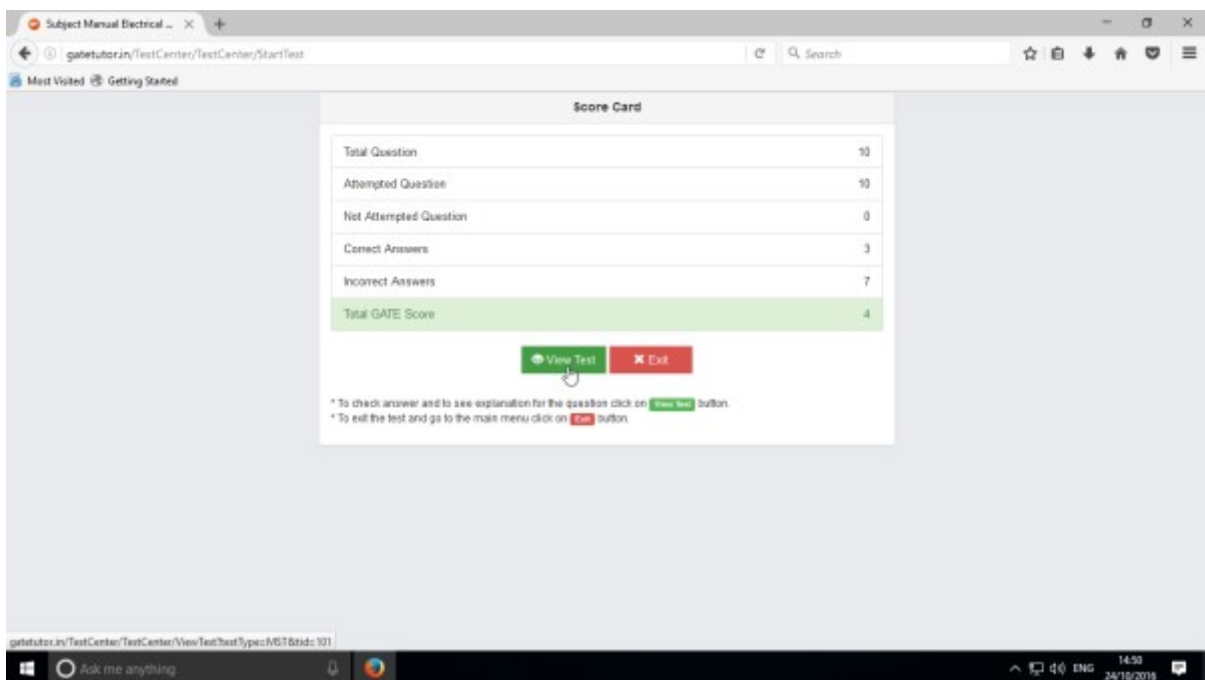 Subject Manual Electrical ...
gatetutor.in/TestCenter/TestCenter/StartTest
Search
Most Visited Getting Started
Score Card
Total Question 10
Attempted Question 10
Not Attempted Question 0
Correct Answers 3
Incorrect Answers 7
Total GATE Score 4
View Test Exit
* To check answer and to see explanation for the question click on View Test button.
* To exit the test and go to the main menu click on Exit button.
gatetutor.in/TestCenter/TestCenter/ViewTest?testType=MST&tid=101
Ask me anything
ENG 14:50
24/10/2016